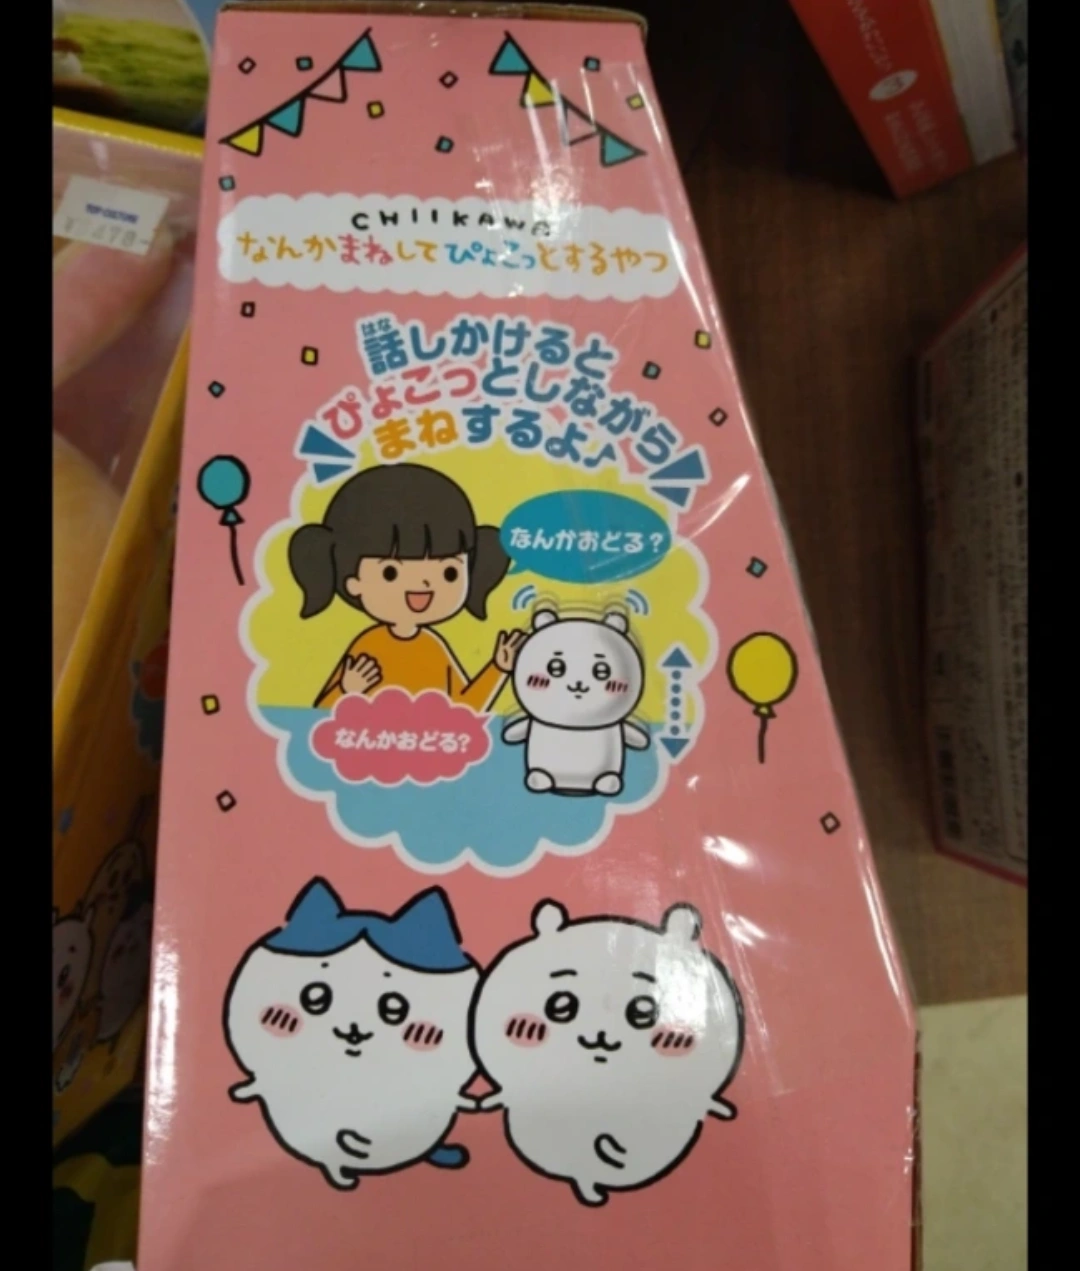 CHIIKAWA
なんかまねしてぴょこっとするやつ
話しかけると
はな
ぴょこっとしながら
まねするよ♪
なんかおどる？
なんかおどる？
TOP CULTURE